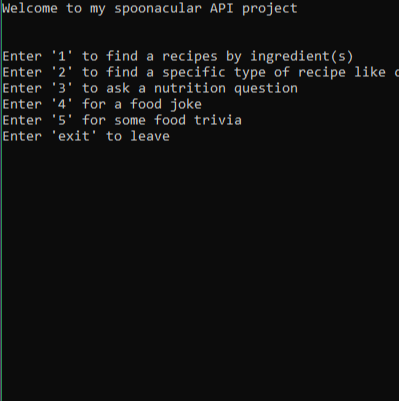 Welcome to my spoonacular API project
Enter '1' to find a recipes by ingredient(s)
Enter '2' to find a specific type of recipe like
Enter '3' to ask a nutrition question
Enter '4' for a food joke
Enter '5' for some food trivia
Enter 'exit' to leave